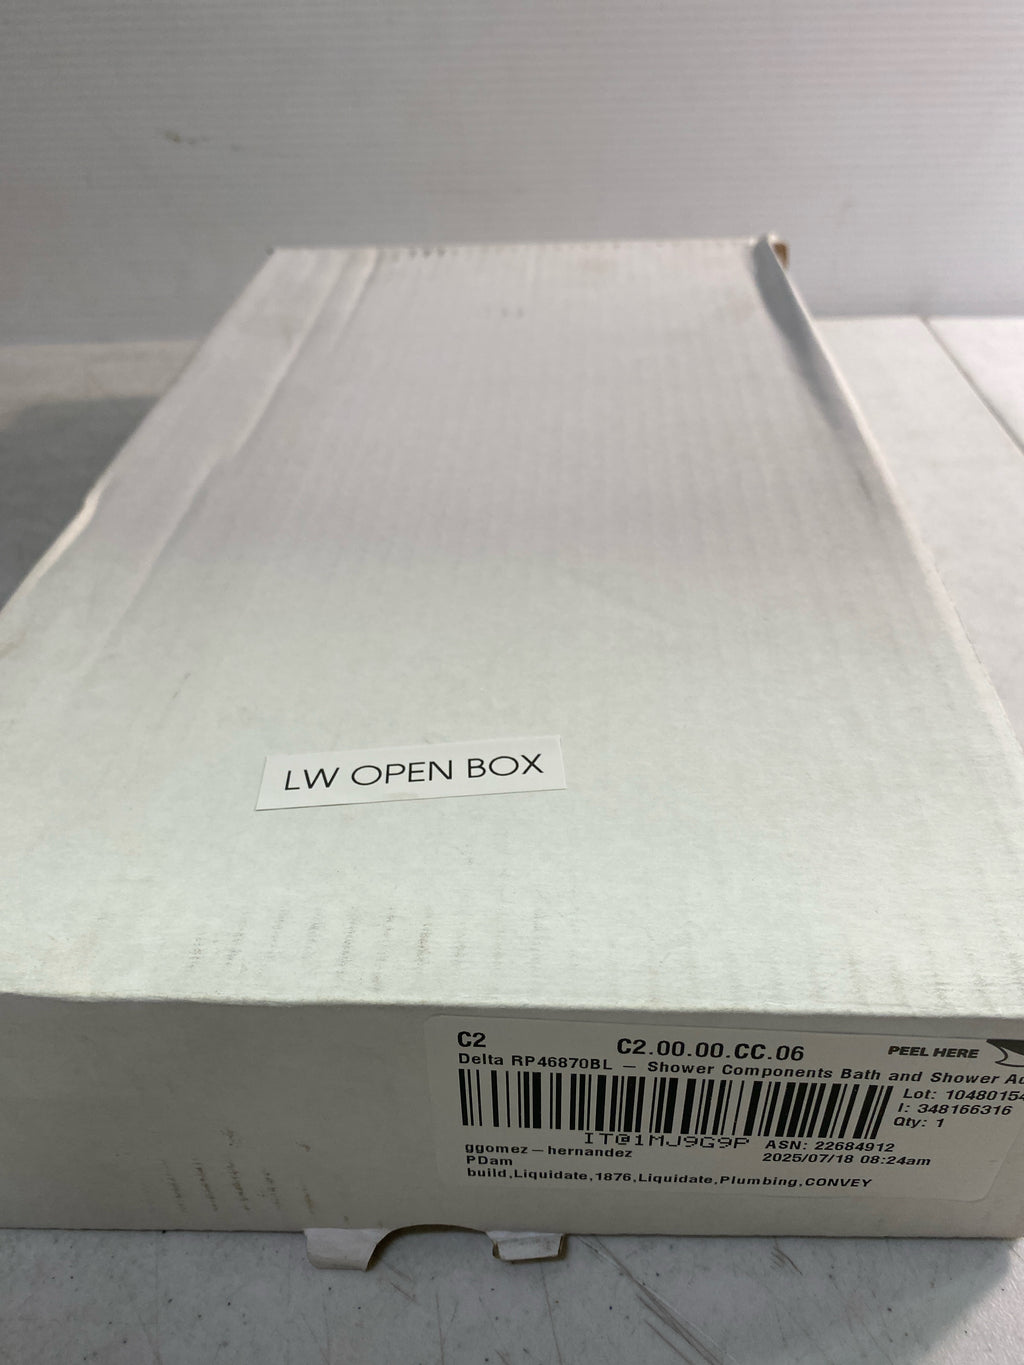 LW OPEN BOX
C2
C2.00.00.CC.06
PEEL HERE
Delta RP46870BL — Shower Components Bath and Shower
Lot: 1048015
I: 348166316
Qty: 1
IT@1MJ9G9P
ASN: 22684912
ggomez-hernandez
2025/07/18 08:24am
PDam
build,Liquidate,1876,Liquidate,Plumbing,CONVEY